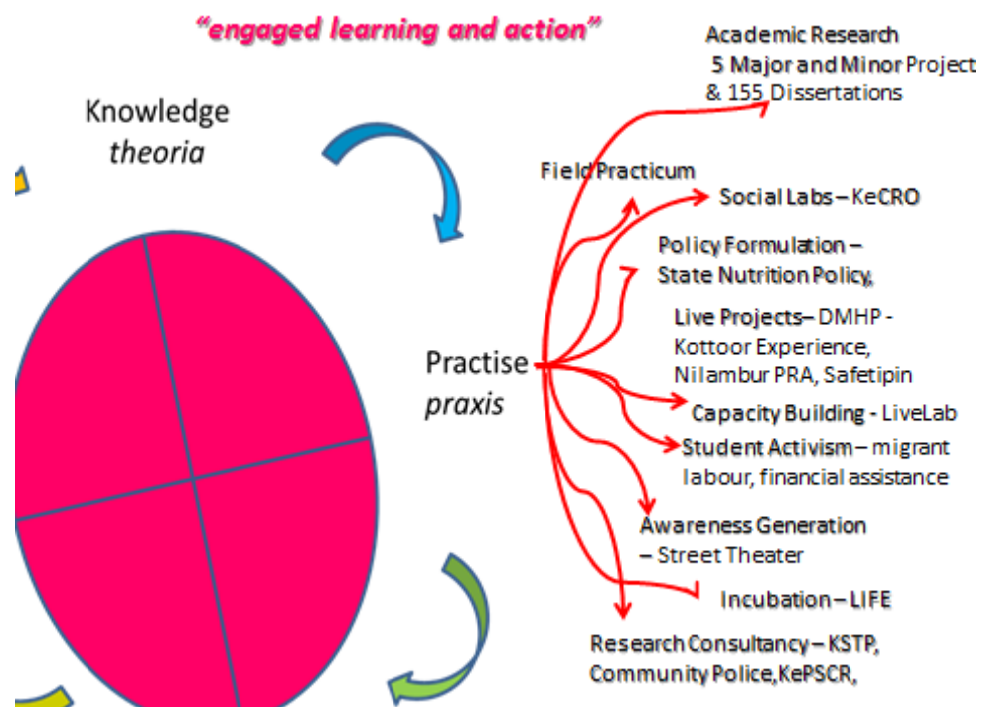 “engaged learning and action”
Knowledge
theoria
Practise
praxis
Academic Research
5 Major and Minor Project
& 155 Dissertations
Field Practicum
Social Labs – KeCRO
Policy Formulation –
State Nutrition Policy,
Live Projects– DMHP -
Kottoor Experience,
Nilambur PRA, Safetipin
Capacity Building - LiveLab
Student Activism – migrant
labour, financial assistance
Awareness Generation
– Street Theater
Incubation – LIFE
Research Consultancy – KSTP,
Community Police,KePSCR,